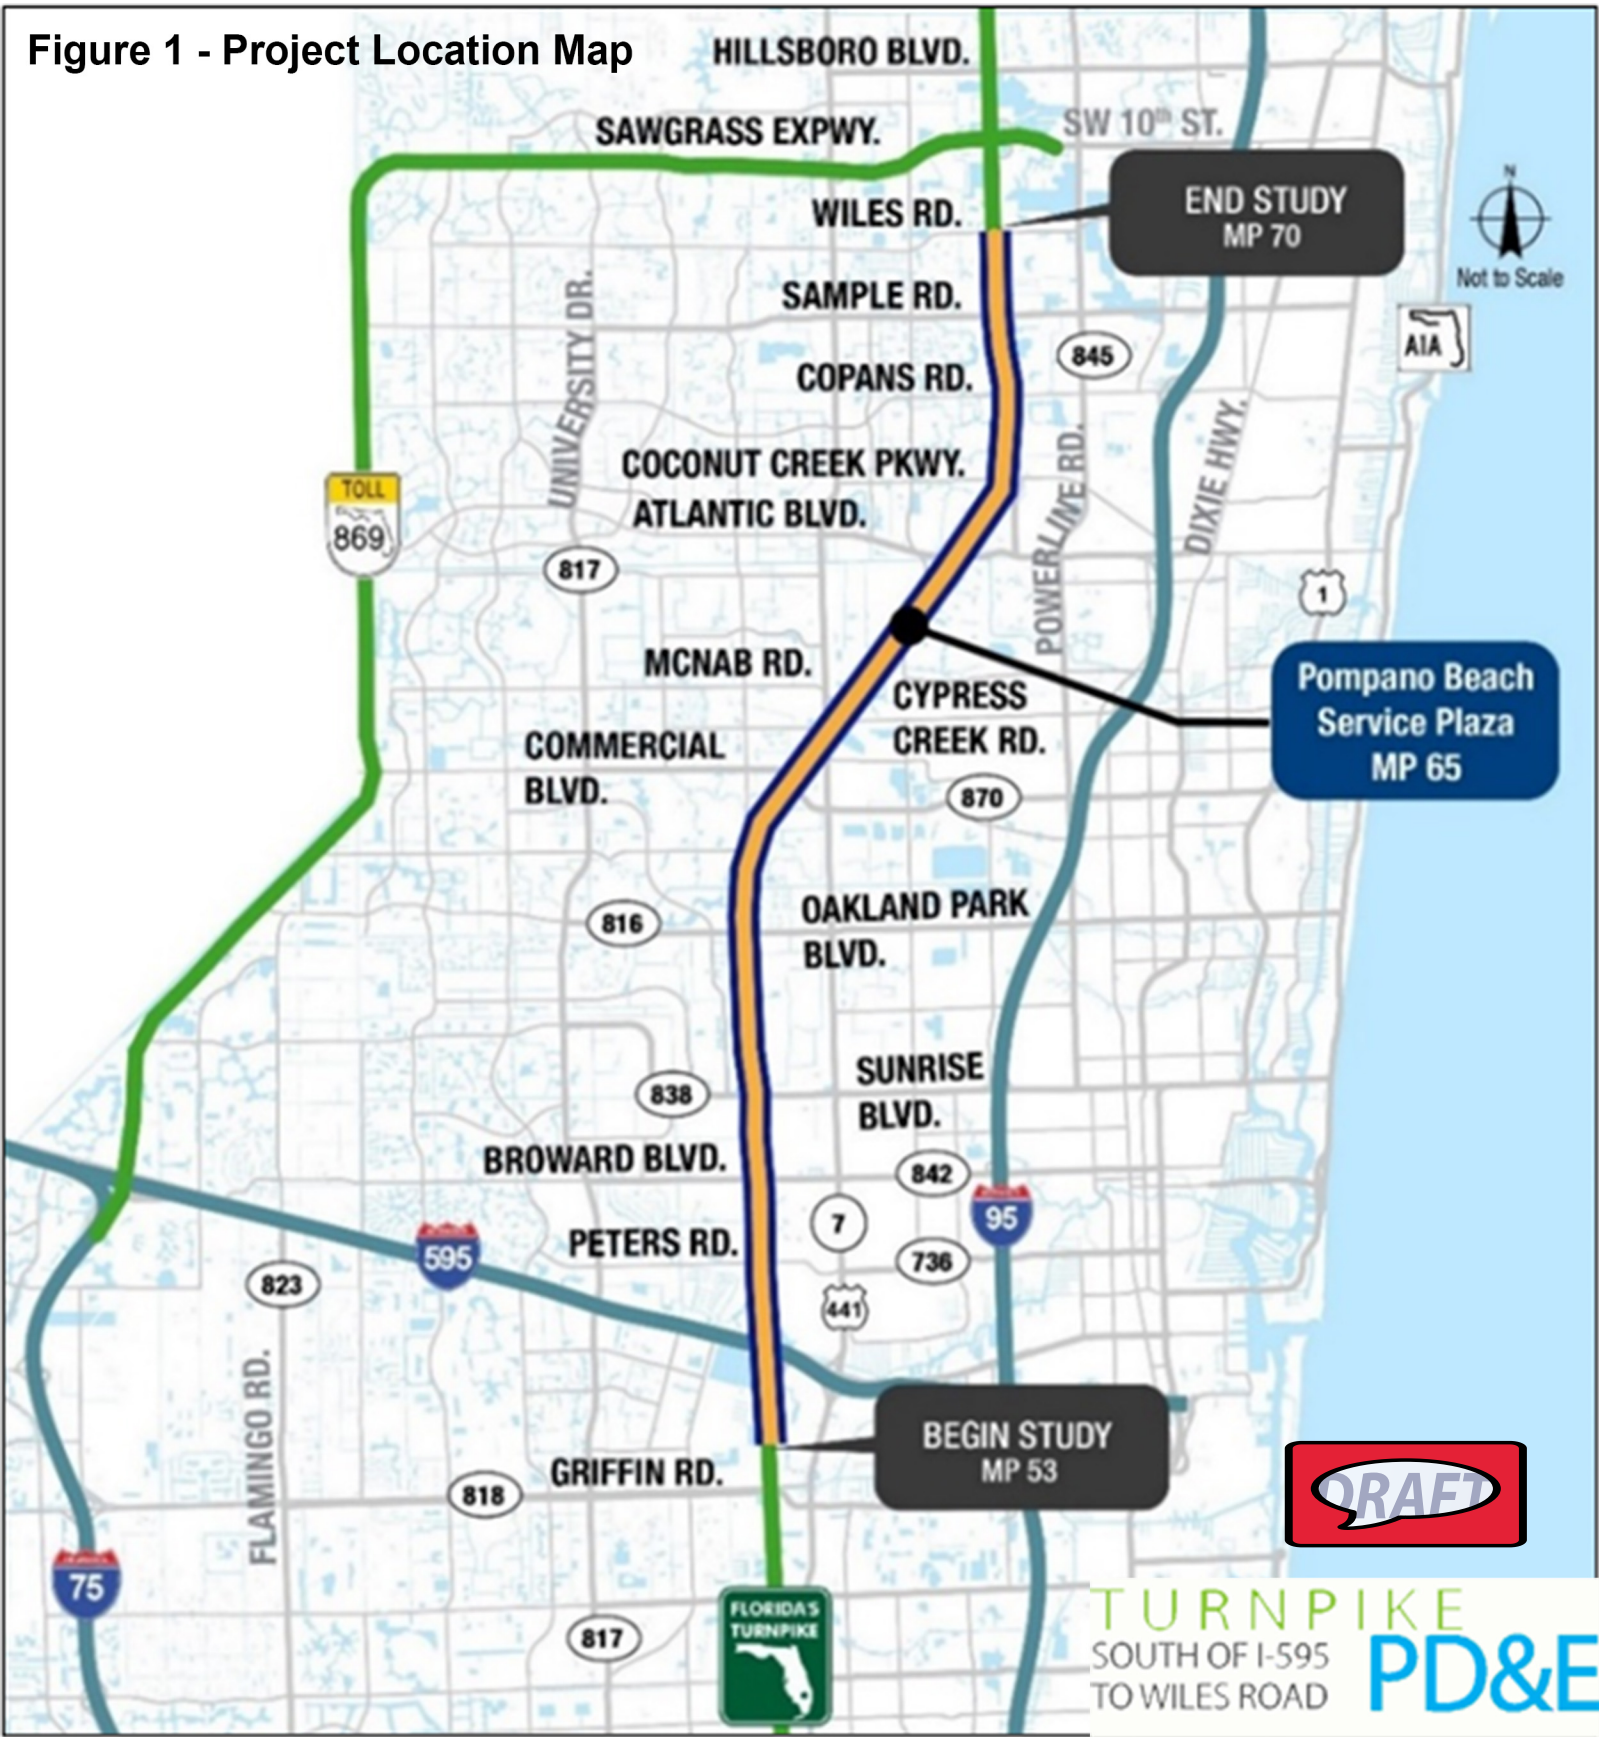 Figure 1 - Project Location Map
HILLSBORO BLVD.
SAWGRASS EXPWY.
SW 10th ST.
WILES RD.
END STUDY
MP 70
N
Not to Scale
SAMPLE RD.
A1A
UNIVERSITY DR.
845
COPANS RD.
DIXIE HWY.
POWERLINE RD.
COCONUT CREEK PKWY.
ATLANTIC BLVD.
TOLL
869
817
1
MCNAB RD.
CYPRESS
CREEK RD.
Pompano Beach
Service Plaza
MP 65
COMMERCIAL
BLVD.
870
816
OAKLAND PARK
BLVD.
SUNRISE
BLVD.
838
BROWARD BLVD.
842
7
95
PETERS RD.
595
736
823
441
FLAMINGO RD.
BEGIN STUDY
MP 53
GRIFFIN RD.
818
DRAFT
75
FLORIDA'S
TURNPIKE
817
TURNPIKE
SOUTH OF I-595
TO WILES ROAD
PD&E